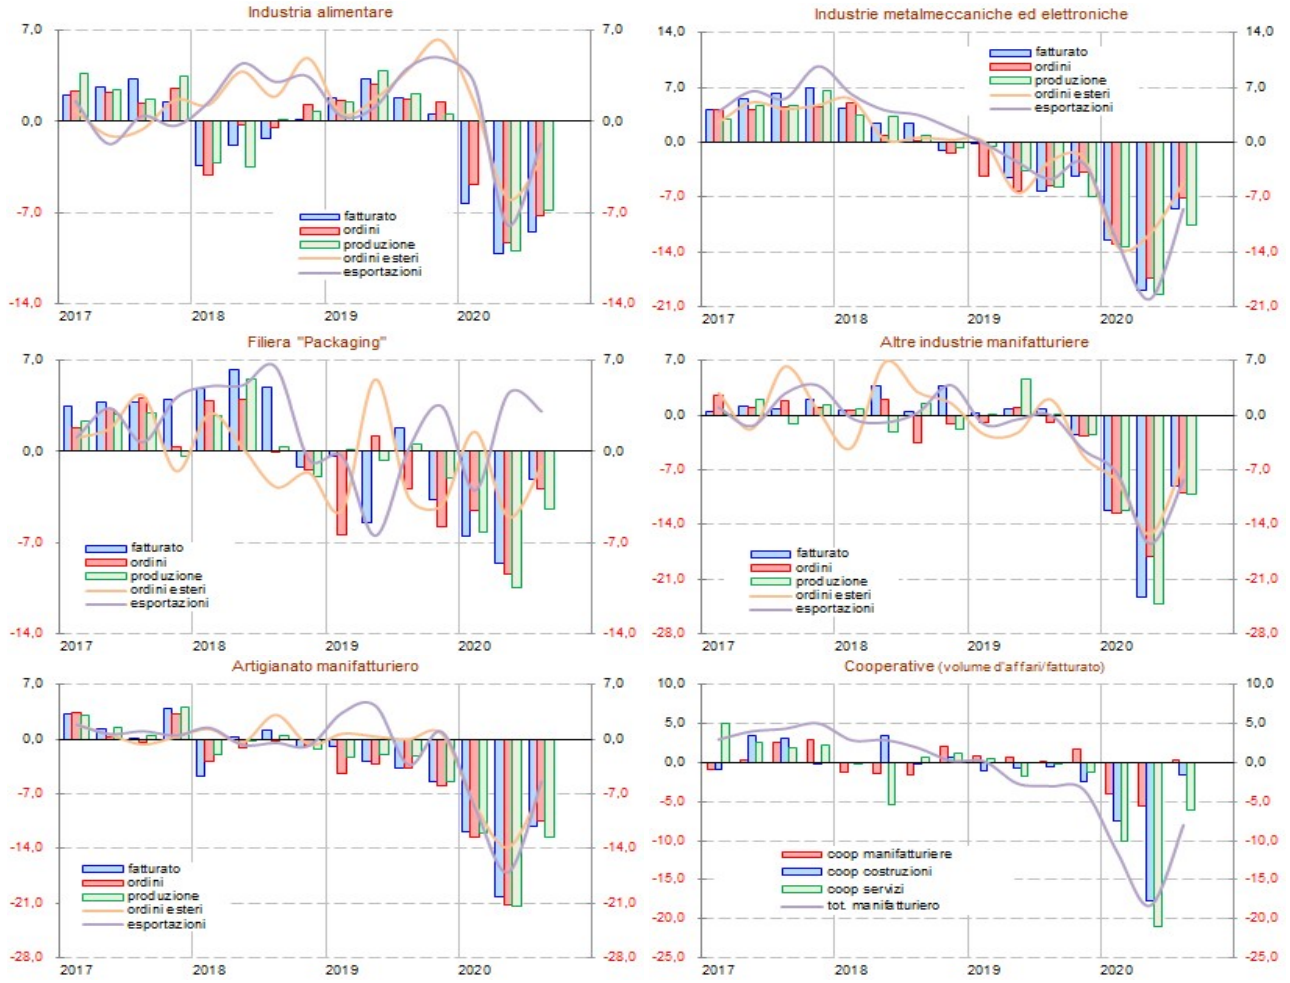 Industria alimentare
7,0 7,0
0,0 0,0
-7,0 -7,0
fatturato
ordini
produzione
ordini esteri
esportazioni
-14,0 -14,0
2017 2018 2019 2020
Industrie metalmeccaniche ed elettroniche
14,0 14,0
fatturato
ordini
7,0 produzione 7,0
ordini esteri
esportazioni
0,0 0,0
-7,0 -7,0
-14,0 -14,0
-21,0 -21,0
2017 2018 2019 2020
Filiera "Packaging"
7,0 7,0
0,0 0,0
-7,0 -7,0
fatturato
ordini
produzione
ordini esteri
esportazioni
-14,0 -14,0
2017 2018 2019 2020
Altre industrie manifatturiere
7,0 7,0
0,0 0,0
-7,0 -7,0
-14,0 -14,0
fatturato
ordini
-21,0 produzione -21,0
ordini esteri
esportazioni
-28,0 -28,0
2017 2018 2019 2020
Artigianato manifatturiero
7,0 7,0
0,0 0,0
-7,0 -7,0
-14,0 -14,0
fatturato
ordini
produzione
-21,0 ordini esteri -21,0
esportazioni
-28,0 -28,0
2017 2018 2019 2020
Cooperative (volume d'affari/fatturato)
10,0 10,0
5,0 5,0
0,0 0,0
-5,0 -5,0
-10,0 -10,0
coop manifatturiere
coop costruzioni
-15,0 -15,0
coop servizi
tot. manifatturiero
-20,0 -20,0
-25,0 -25,0
2017 2018 2019 2020